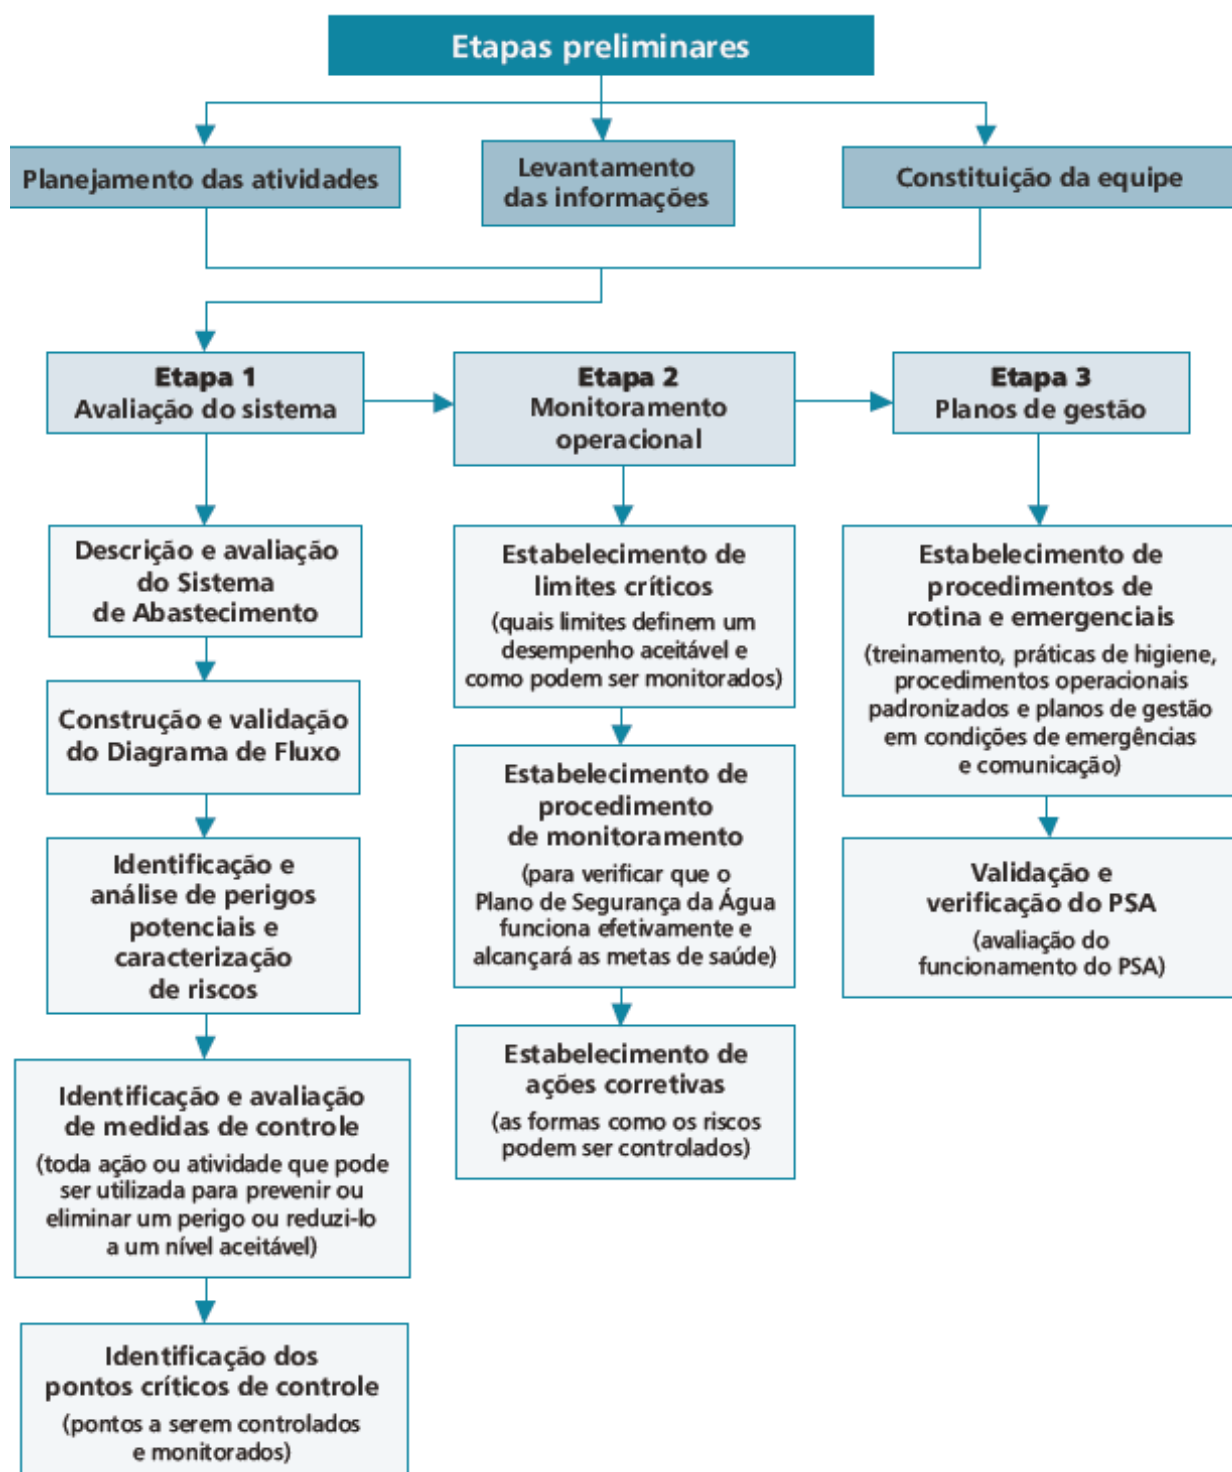 Etapas preliminares
Planejamento das atividades
Levantamento
das informações
Constituição da equipe
Etapa 1
Avaliação do sistema
Etapa 2
Monitoramento
operacional
Etapa 3
Planos de gestão
Descrição e avaliação
do Sistema
de Abastecimento
Construção e validação
do Diagrama de Fluxo
Identificação e
análise de perigos
potenciais e
caracterização
de riscos
Identificação e avaliação
de medidas de controle
(toda ação ou atividade que pode
ser utilizada para prevenir ou
eliminar um perigo ou reduzi-lo
a um nível aceitável)
Identificação dos
pontos críticos de controle
(pontos a serem controlados
e monitorados)
Estabelecimento de
limites críticos
(quais limites definem um
desempenho aceitável e
como podem ser monitorados)
Estabelecimento de
procedimento
de monitoramento
(para verificar que o
Plano de Segurança da Água
funciona efetivamente e
alcançará as metas de saúde)
Estabelecimento de
ações corretivas
(as formas como os riscos
podem ser controlados)
Estabelecimento de
procedimentos de
rotina e emergenciais
(treinamento, práticas de higiene,
procedimentos operacionais
padronizados e planos de gestão
em condições de emergências
e comunicação)
Validação e
verificação do PSA
(avaliação do
funcionamento do PSA)